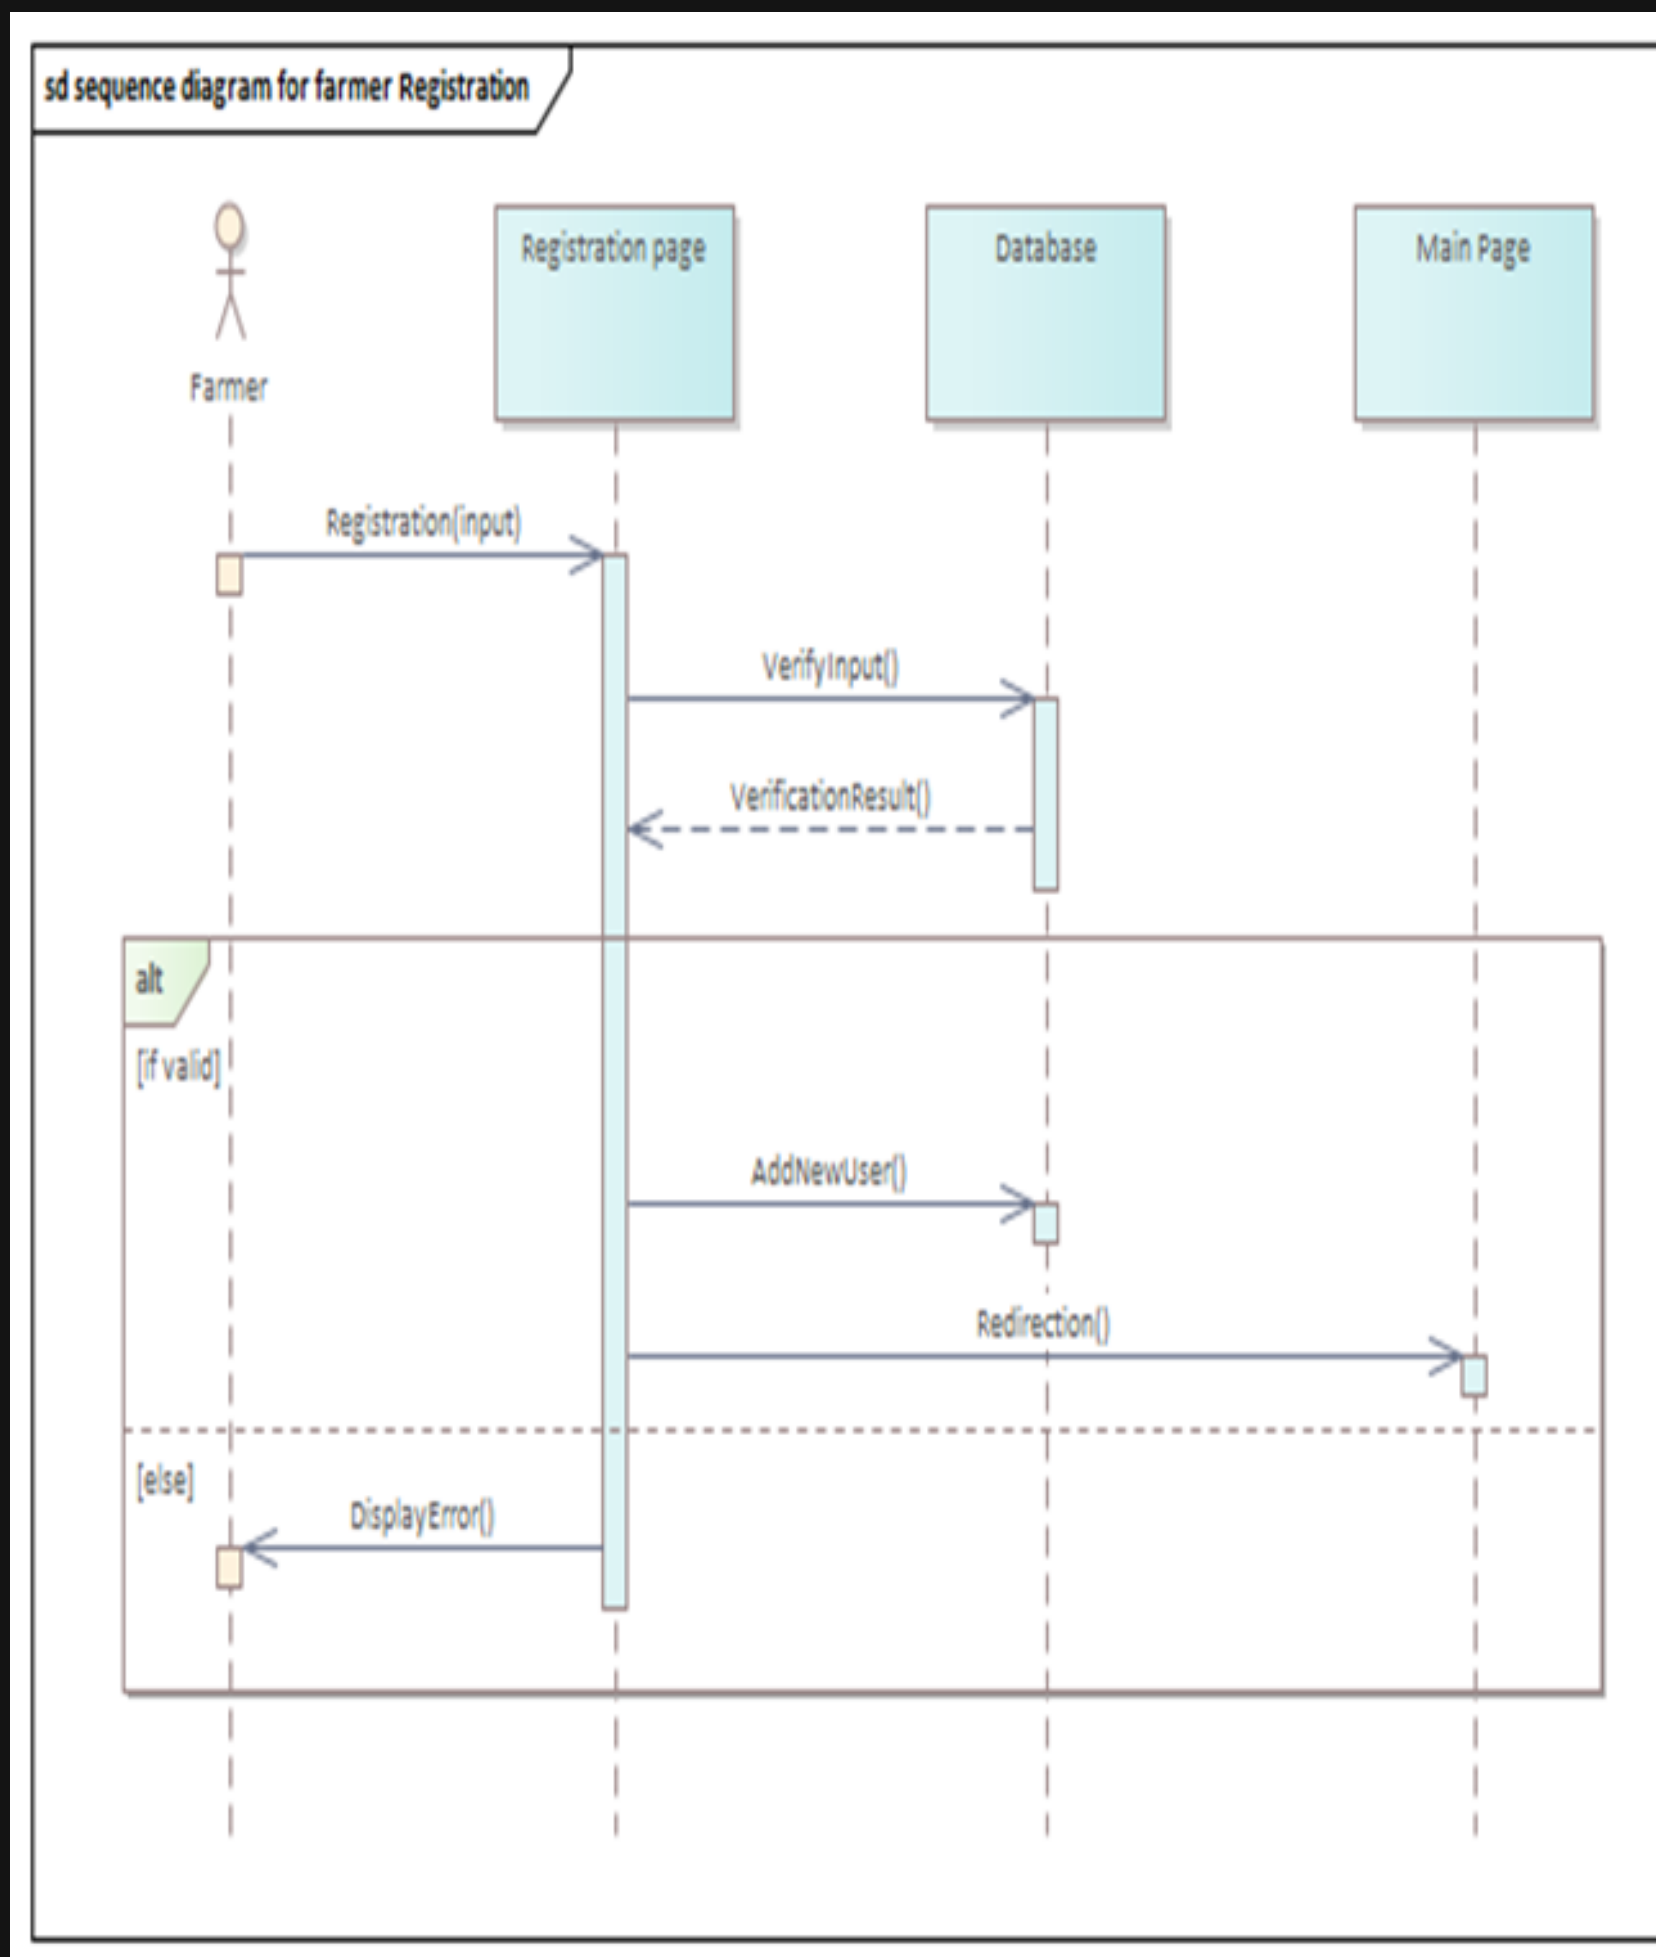 sd sequence diagram for farmer Registration
Registration page
Database
Main Page
Farmer
Registration(input)
VerifyInput()
VerificationResult()
alt
[if valid]
AddNewUser()
Redirection()
[else]
DisplayError()